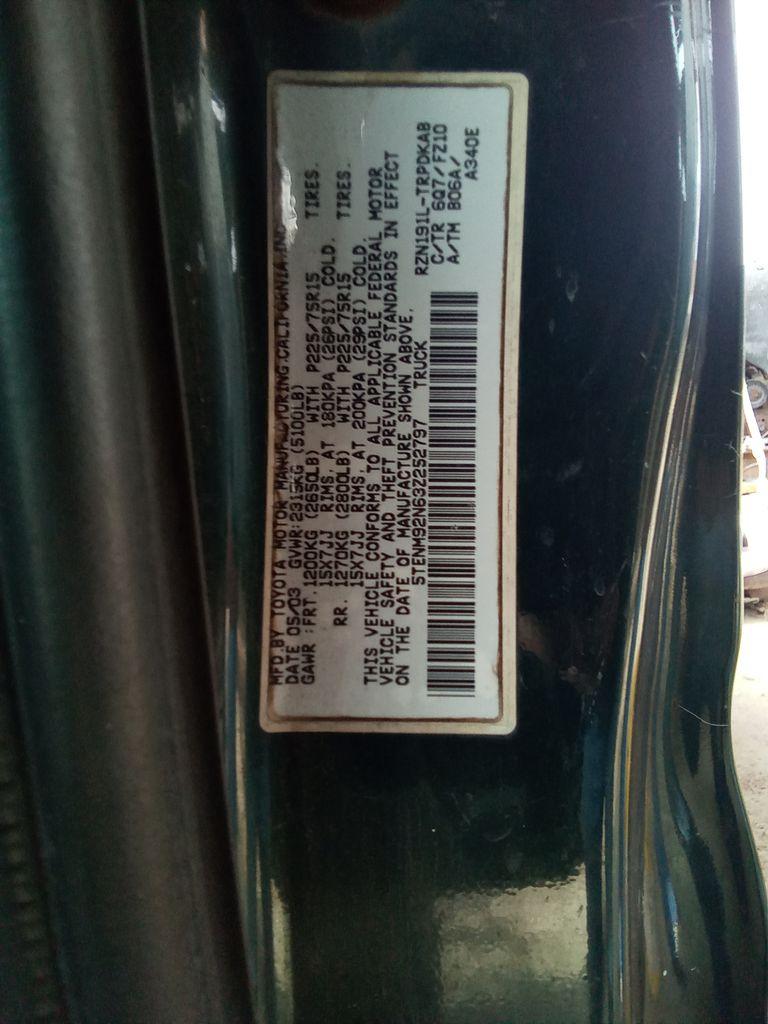 MFD.BY TOYOTA MOTOR MANUFACTURING CALIFORNIA, INC
DATE 05/03 GVWR:2315KG (5100LB)
GAWR :FRT. 1200KG (2650LB) WITH P225/75R15 TIRES.
15X7JJ RIMS, AT 180KPA (26PSI) COLD.
RR. 1270KG (2800LB) WITH P225/75R15 TIRES.
15X7JJ RIMS, AT 200KPA (29PSI) COLD.
THIS VEHICLE CONFORMS TO ALL APPLICABLE FEDERAL MOTOR
VEHICLE SAFETY AND THEFT PREVENTION STANDARDS IN EFFECT
ON THE DATE OF MANUFACTURE SHOWN ABOVE.
5TENM92N63Z252797 TRUCK
RZN191L-TRPDKAB
C/TR 6Q7/FZ10
A/TM B06A/
A340E